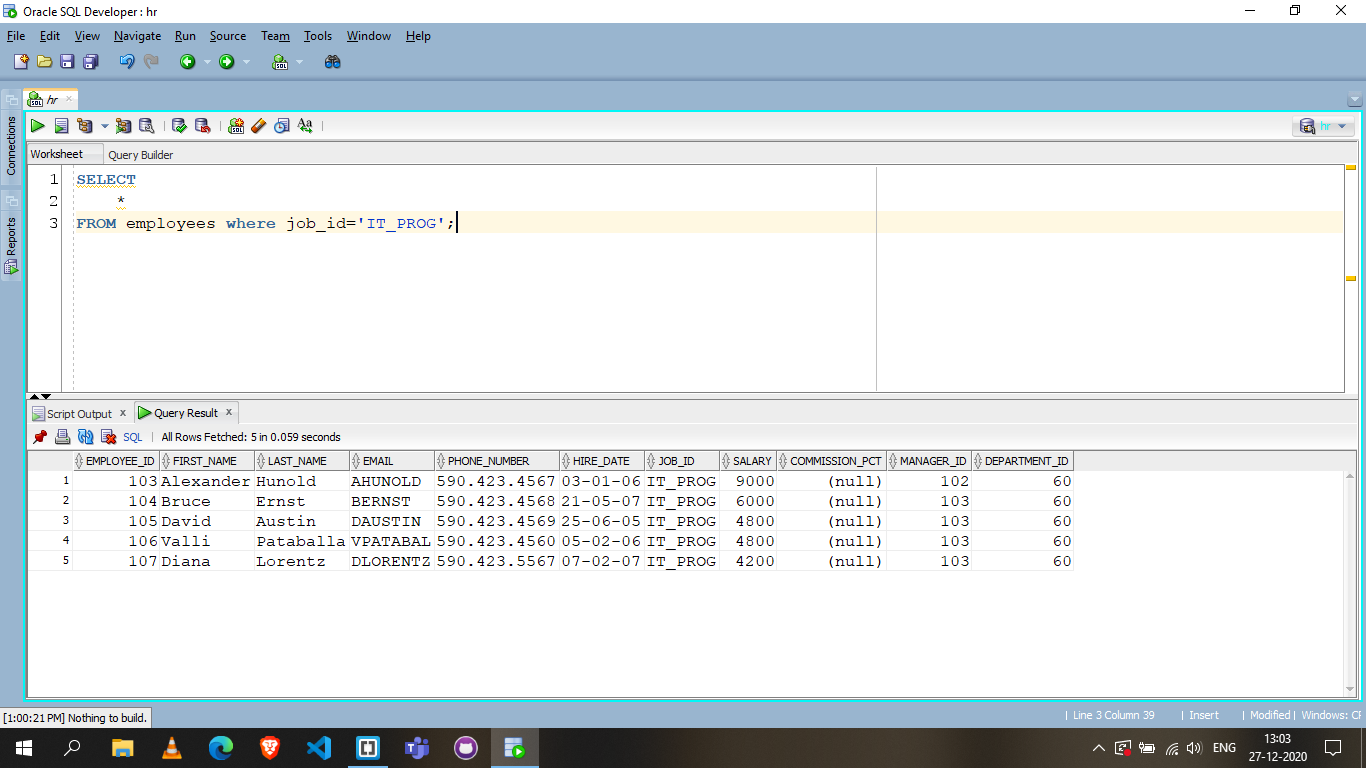 Oracle SQL Developer : hr
File Edit View Navigate Run Source Team Tools Window Help
hr
Connections
Reports
hr
Worksheet Query Builder
1 SELECT
2 *
3 FROM employees where job_id='IT_PROG';
Script Output x Query Result x
SQL | All Rows Fetched: 5 in 0.059 seconds
EMPLOYEE_ID FIRST_NAME LAST_NAME EMAIL PHONE_NUMBER HIRE_DATE JOB_ID SALARY COMMISSION_PCT MANAGER_ID DEPARTMENT_ID
1 103 Alexander Hunold AHUNOLD 590.423.4567 03-01-06 IT_PROG 9000 (null) 102 60
2 104 Bruce Ernst BERNST 590.423.4568 21-05-07 IT_PROG 6000 (null) 103 60
3 105 David Austin DAUSTIN 590.423.4569 25-06-05 IT_PROG 4800 (null) 103 60
4 106 Valli Pataballa VPATABAL 590.423.4560 05-02-06 IT_PROG 4800 (null) 103 60
5 107 Diana Lorentz DLORENTZ 590.423.5567 07-02-07 IT_PROG 4200 (null) 103 60
[1:00:21 PM] Nothing to build.
| Line 3 Column 39 | Insert | Modified | Windows: CF
ENG
13:03
27-12-2020